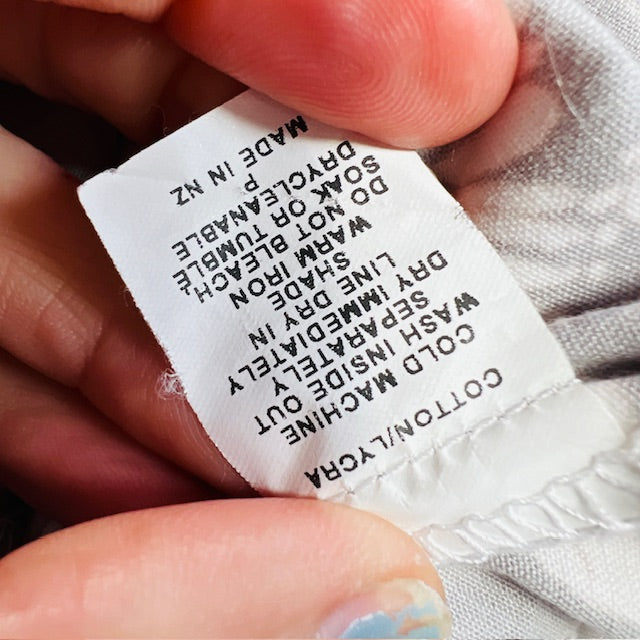 COTTON/LYCRA
COLD MACHINE
WASH INSIDE OUT
SEPARATELY
DRY IMMEDIATELY
LINE DRY IN
SHADE
WARM IRON
DO NOT BLEACH,
SOAK OR TUMBLE
DRYCLEANABLE
P
MADE IN NZ